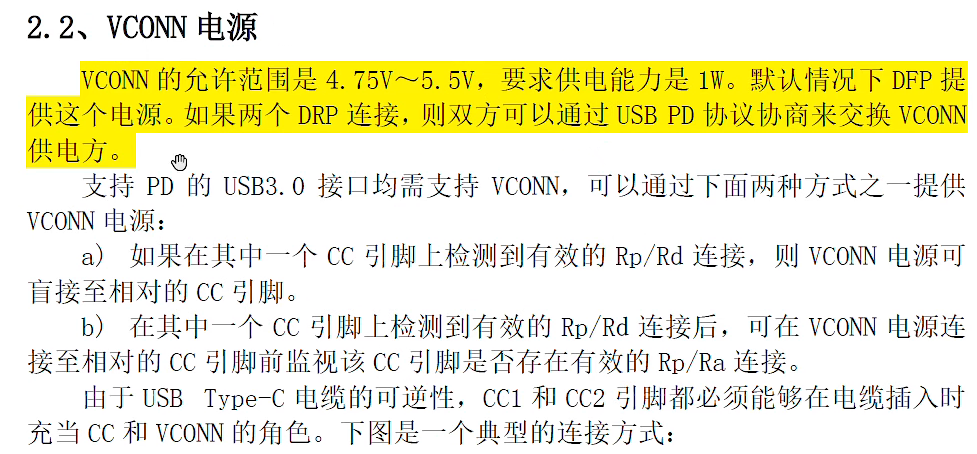 2.2、VCONN 电源
VCONN 的允许范围是 4.75V～5.5V，要求供电能力是 1W。默认情况下 DFP 提
供这个电源。如果两个 DRP 连接，则双方可以通过 USB PD 协议协商来交换 VCONN
供电方。
支持 PD 的 USB3.0 接口均需支持 VCONN，可以通过下面两种方式之一提供
VCONN 电源：
a) 如果在其中一个 CC 引脚上检测到有效的 Rp/Rd 连接，则 VCONN 电源可
盲接至相对的 CC 引脚。
b) 在其中一个 CC 引脚上检测到有效的 Rp/Rd 连接后，可在 VCONN 电源连
接至相对的 CC 引脚前监视该 CC 引脚是否存在有效的 Rp/Ra 连接。
由于 USB Type-C 电缆的可逆性，CC1 和 CC2 引脚都必须能够在电缆插入时
充当 CC 和 VCONN 的角色。下图是一个典型的连接方式：